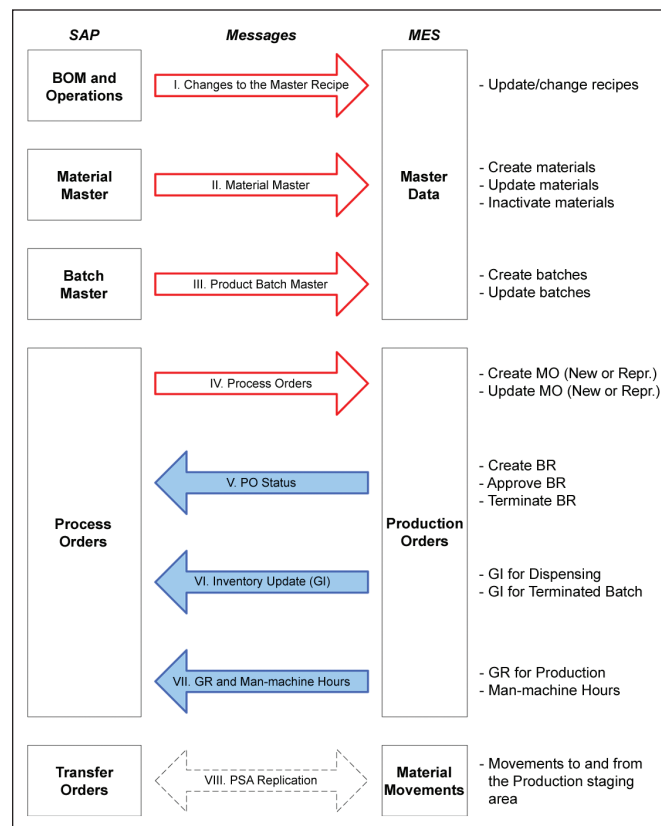 SAP Messages MES
BOM and
Operations
I. Changes to the Master Recipe
- Update/change recipes
Material
Master
II. Material Master
Master
Data
- Create materials
- Update materials
- Inactivate materials
Batch
Master
III. Product Batch Master
- Create batches
- Update batches
IV. Process Orders
- Create MO (New or Repr.)
- Update MO (New or Repr.)
V. PO Status
- Create BR
- Approve BR
- Terminate BR
Process
Orders
Production
Orders
VI. Inventory Update (GI)
- GI for Dispensing
- GI for Terminated Batch
VII. GR and Man-machine Hours
- GR for Production
- Man-machine Hours
Transfer
Orders
VIII. PSA Replication
Material
Movements
- Movements to and from
the Production staging
area